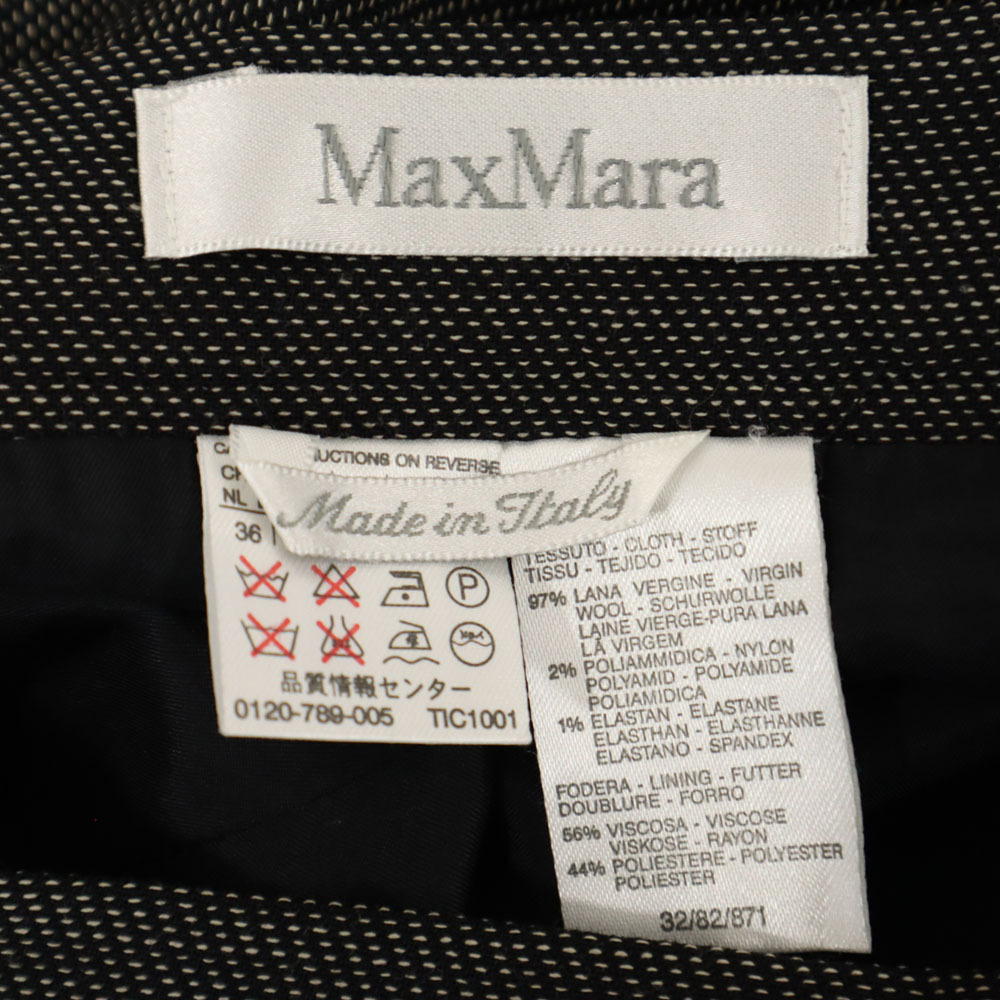 MaxMara
UCTIONS ON REVERSE
NL
36
Made in Italy
P
品質情報センター
0120-789-005 TIC1001
TESSUTO - CLOTH - STOFF
TISSU - TEJIDO - TECIDO
97% LANA VERGINE - VIRGIN
WOOL - SCHURWOLLE
LAINE VIERGE-PURA LANA
LÀ VIRGEM
2% POLIAMMIDICA - NYLON
POLYAMID - POLYAMIDE
POLIAMIDICA
1% ELASTAN - ELASTANE
ELASTHAN - ELASTHANNE
ELASTANO - SPANDEX
FODERA - LINING - FUTTER
DOUBLURE - FORRO
56% VISCOSA - VISCOSE
VISKOSE - RAYON
44% POLIESTERE - POLYESTER
POLIESTER
32/82/871